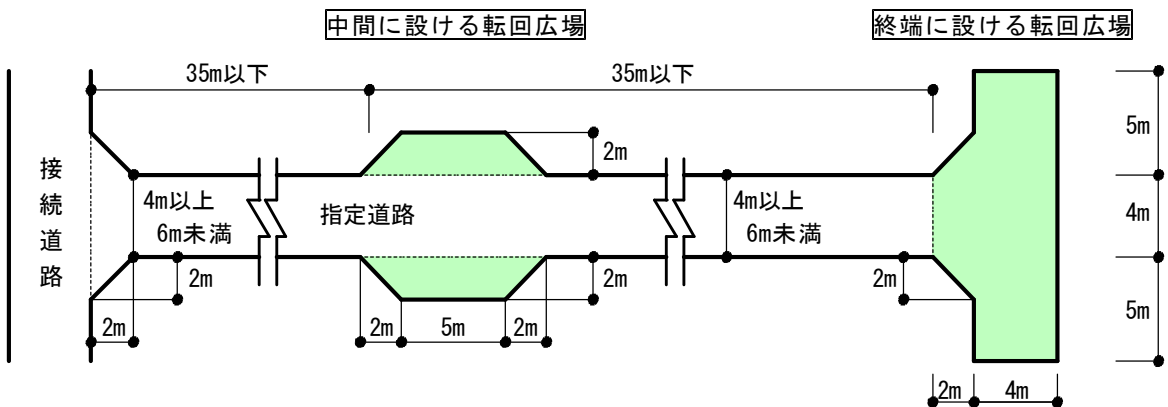 中間に設ける転回広場
終端に設ける転回広場
35m以下
35m以下
5m
2m
接続道路
4m以上
6m未満
指定道路
4m以上
6m未満
4m
2m
2m
2m
5m
2m
2m
5m
2m
2m
4m